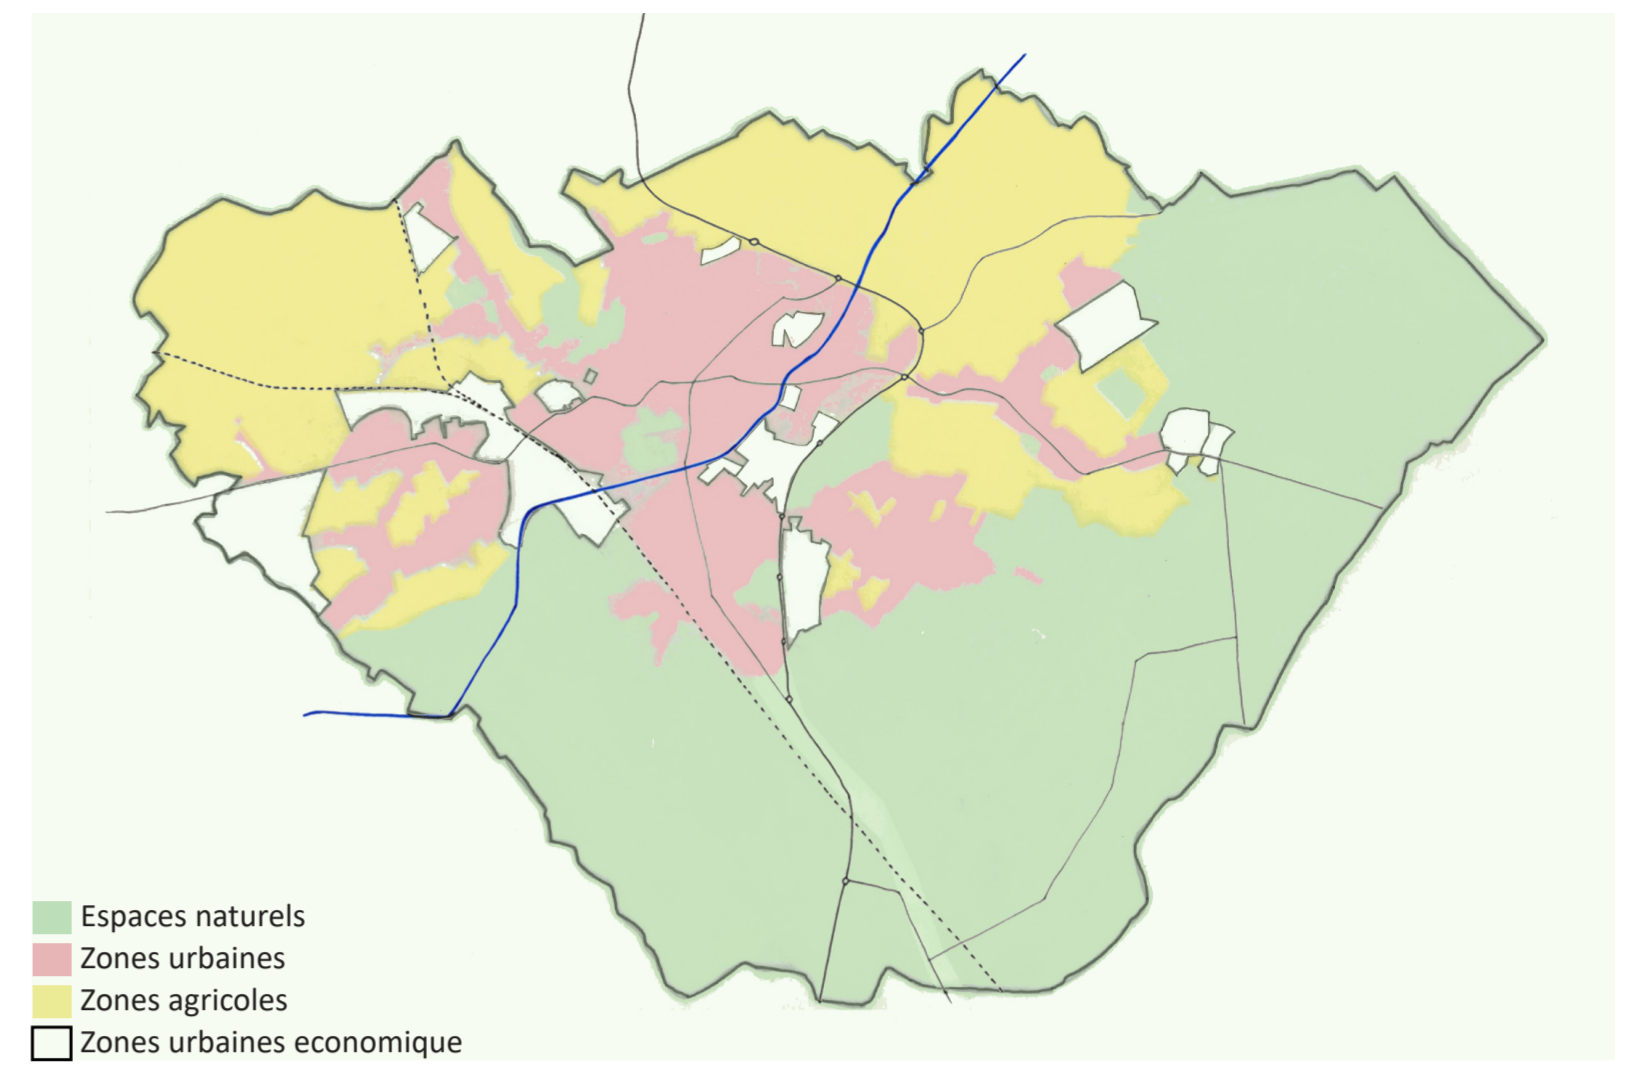 Espaces naturels
Zones urbaines
Zones agricoles
Zones urbaines economique